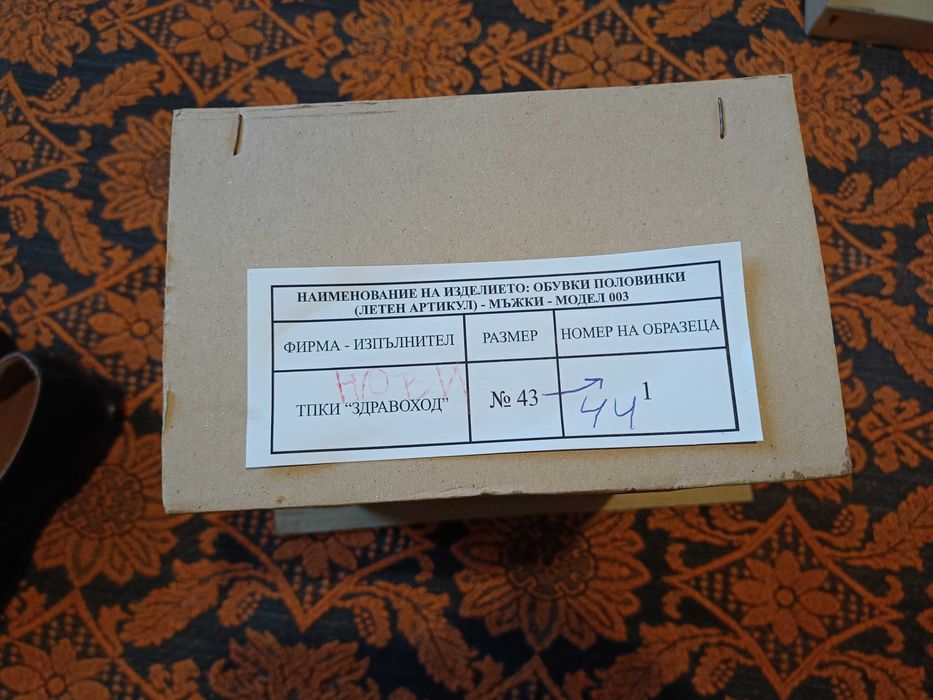 НАИМЕНОВАНИЕ НА ИЗДЕЛИЕТО: ОБУВКИ ПОЛОВИНКИ
(ЛЕТЕН АРТИКУЛ) - МЪЖКИ - МОДЕЛ 003
ФИРМА - ИЗПЪЛНИТЕЛ РАЗМЕР НОМЕР НА ОБРАЗЕЦА
НОВИ
ТПКИ “ЗДРАВОХОД” № 43 → 1
44